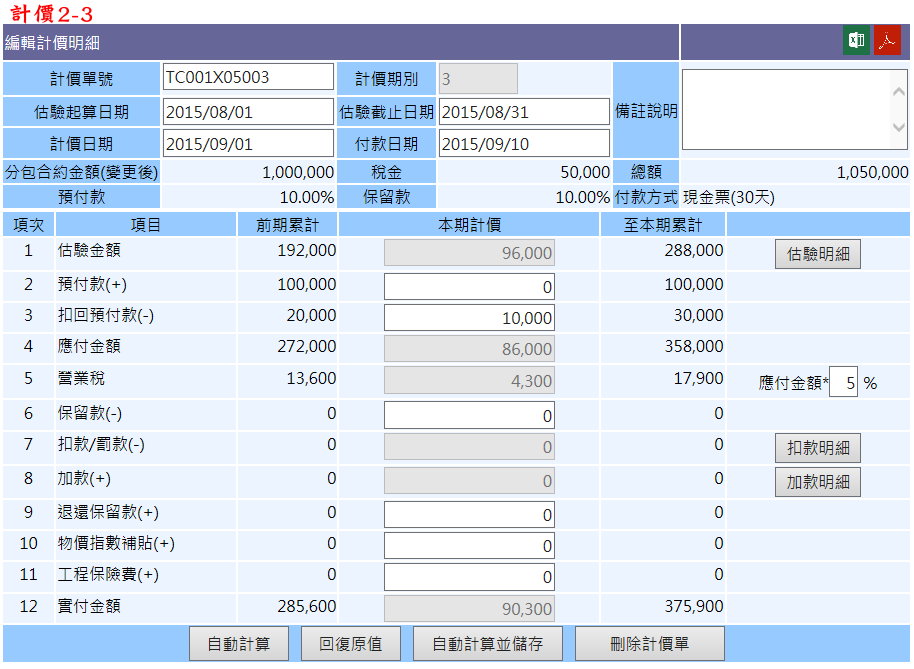 計價2-3
編輯計價明細
計價單號 TC001X05003 計價期別 3 備註說明
估驗起算日期 2015/08/01 估驗截止日期 2015/08/31
計價日期 2015/09/01 付款日期 2015/09/10
分包合約金額(變更後) 1,000,000 稅金 50,000 總額 1,050,000
預付款 10.00% 保留款 10.00% 付款方式 現金票(30天)
項次 項目 前期累計 本期計價 至本期累計
1 估驗金額 192,000 96,000 288,000 估驗明細
2 預付款(+) 100,000 0 100,000
3 扣回預付款(-) 20,000 10,000 30,000
4 應付金額 272,000 86,000 358,000
5 營業稅 13,600 4,300 17,900 應付金額* 5 %
6 保留款(-) 0 0 0
7 扣款/罰款(-) 0 0 0 扣款明細
8 加款(+) 0 0 0 加款明細
9 退還保留款(+) 0 0 0
10 物價指數補貼(+) 0 0 0
11 工程保險費(+) 0 0 0
12 實付金額 285,600 90,300 375,900
自動計算 回復原值 自動計算並儲存 刪除計價單